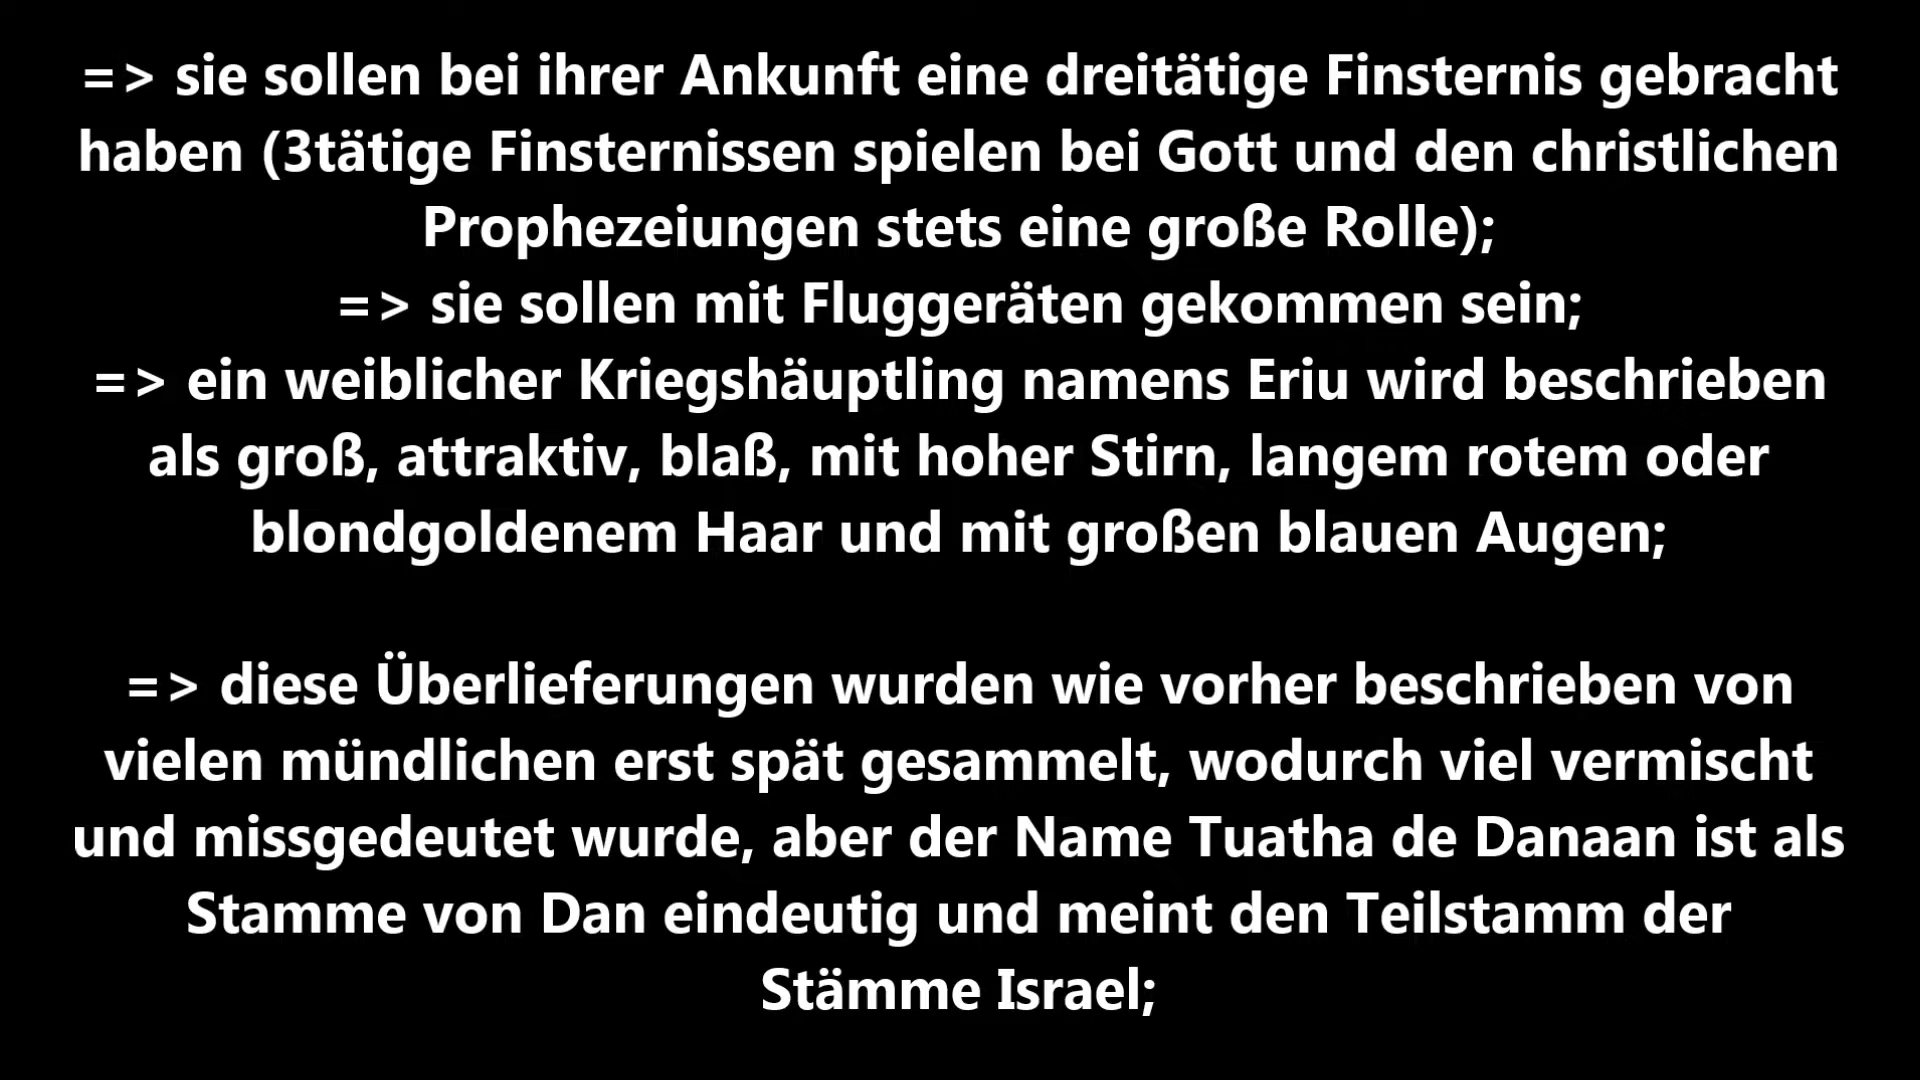 => sie sollen bei ihrer Ankunft eine dreitätige Finsternis gebracht
haben (3tätige Finsternissen spielen bei Gott und den christlichen
Prophezeiungen stets eine große Rolle);
=> sie sollen mit Fluggeräten gekommen sein;
=> ein weiblicher Kriegshäuptling namens Eriu wird beschrieben
als groß, attraktiv, blaß, mit hoher Stirn, langem rotem oder
blondgoldenem Haar und mit großen blauen Augen;
=> diese Überlieferungen wurden wie vorher beschrieben von
vielen mündlichen erst spät gesammelt, wodurch viel vermischt
und missgedeutet wurde, aber der Name Tuatha de Danaan ist als
Stamme von Dan eindeutig und meint den Teilstamm der
Stämme Israel;